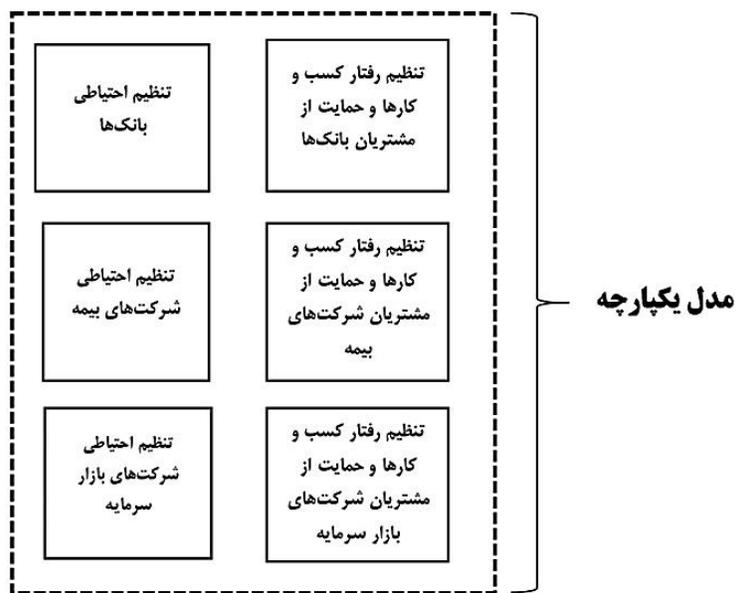 تنظیم رفتار کسب و
کارها و حمایت از
مشتریان بانک‌ها
تنظیم احتیاطی
بانک‌ها
تنظیم رفتار کسب و
کارها و حمایت از
مشتریان شرکت‌های
بیمه
تنظیم احتیاطی
شرکت‌های بیمه
تنظیم رفتار کسب و
کارها و حمایت از
مشتریان شرکت‌های
بازار سرمایه
تنظیم احتیاطی
شرکت‌های بازار
سرمایه
مدل یکپارچه